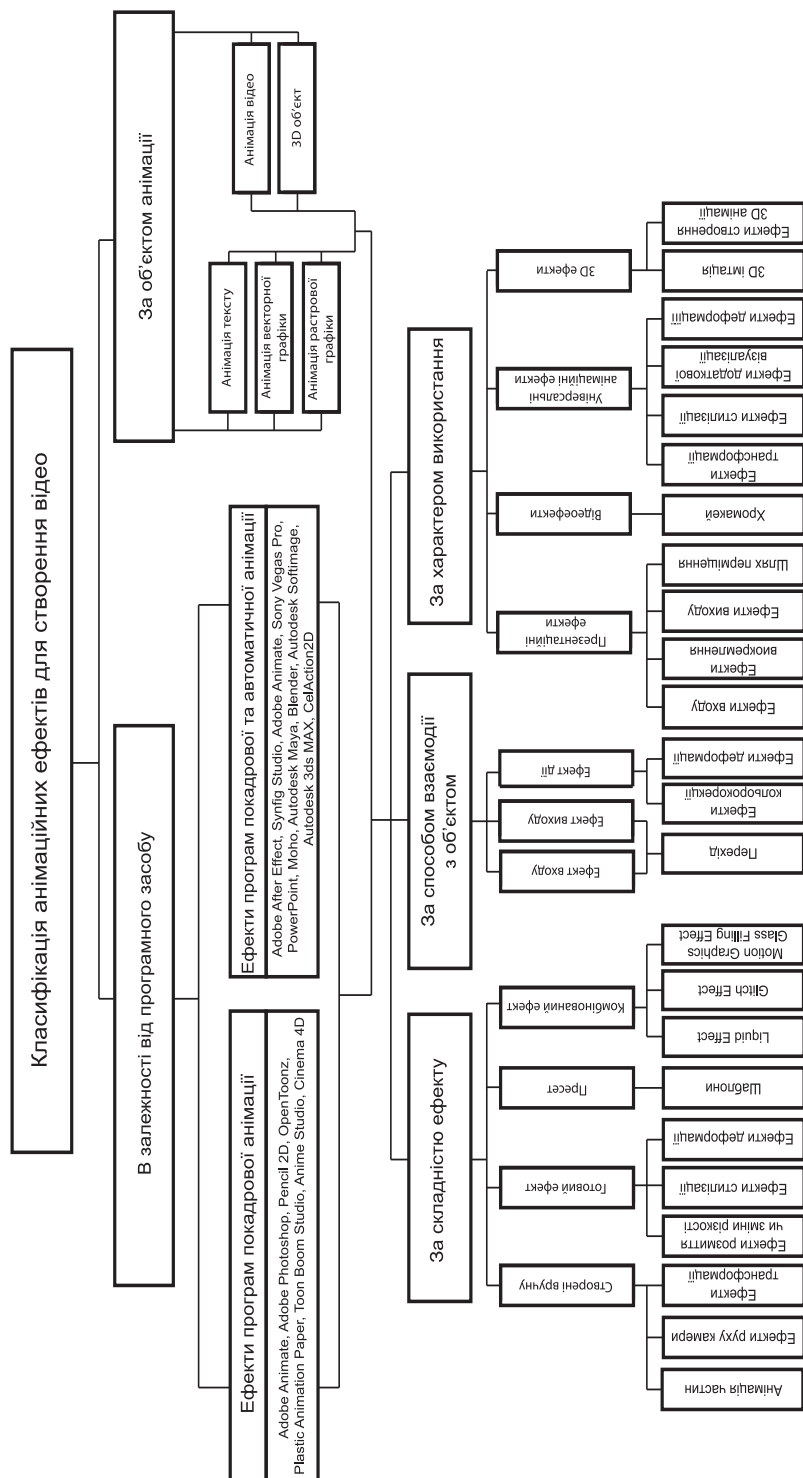 Класифікація анімаційних ефектів для створення відео
В залежності від програмного засобу
За об'єктом анімації
Ефекти програм покадрової анімації
Adobe Animate, Adobe Photoshop, Pencil 2D, OpenToonz,
Plastic Animation Paper, Toon Boom Studio, Anime Studio, Cinema 4D
Ефекти програм покадрової та автоматичної анімації
Adobe After Effect, Synfig Studio, Adobe Animate, Sony Vegas Pro,
PowerPoint, Moho, Autodesk Maya, Blender, Autodesk Softimage,
Autodesk 3ds MAX, CelAction2D
Анімація тексту
Анімація векторної
графіки
Анімація растрової
графіки
Анімація відео
3D об'єкт
За складністю ефекту
За способом взаємодії
з об'єктом
За характером використання
Створені вручну
Готовий ефект
Пресет
Комбінований ефект
Ефект входу
Ефект виходу
Ефект дії
Презентаційні
ефекти
Відеоефекти
Універсальні
анімаційні ефекти
3D ефекти
Анімація частин
Ефекти руху камери
Ефекти
трансформації
Ефекти розмиття
чи зміни різкості
Ефекти стилізації
Ефекти деформації
Шаблони
Liquid Effect
Glitch Effect
Motion Graphics
Glass Filling Effect
Перехід
Ефекти
кольорокорекції
Ефекти деформації
Ефекти входу
Ефекти
виокремлення
Ефекти виходу
Шлях перміщення
Хромакей
Ефекти
трансформації
Ефекти стилізації
Ефекти додаткової
візуалізації
Ефекти деформаціїї
3D імтація
Ефекти створення
3D анімації